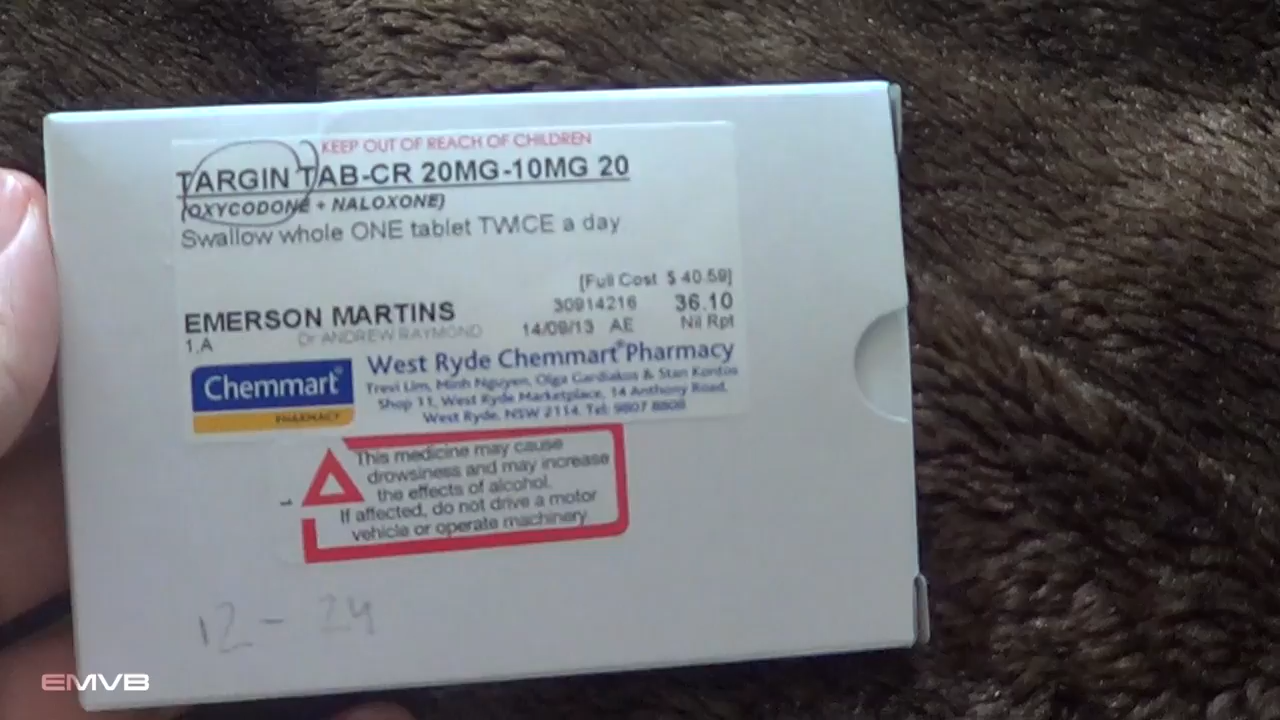 KEEP OUT OF REACH OF CHILDREN
TARGIN TAB-CR 20MG-10MG 20
(OXYCODONE + NALOXONE)
Swallow whole ONE tablet TWICE a day
[Full Cost $ 40.59]
EMERSON MARTINS 30914216 36.10
1.A Dr ANDREW RAYMOND 14/09/13 AE Nil Rpt
Chemmart®
PHARMACY
West Ryde Chemmart® Pharmacy
Trevi Lim, Minh Nguyen, Olga Gardiakos & Stan Kontos
Shop 11, West Ryde Marketplace, 14 Anthony Road,
West Ryde, NSW 2114. Tel: 9807 8808
This medicine may cause
drowsiness and may increase
the effects of alcohol.
If affected, do not drive a motor
vehicle or operate machinery
1
12 - 24
EMVB